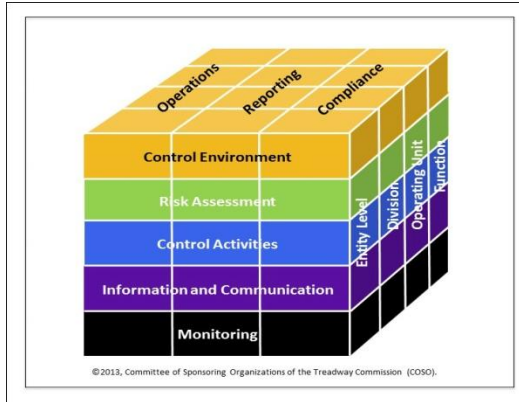 Operations
Reporting
Compliance
Control Environment
Risk Assessment
Control Activities
Information and Communication
Monitoring
Entity Level
Division
Operating Unit
Function
©2013, Committee of Sponsoring Organizations of the Treadway Commission (COSO).